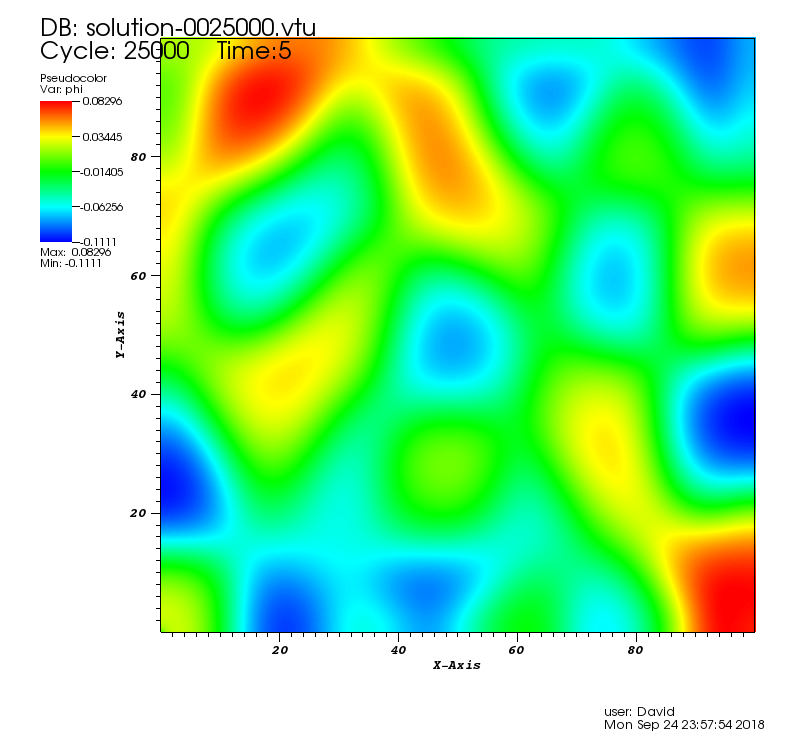 DB: solution-0025000.vtu
Cycle: 25000 Time:5
Pseudocolor
Var: phi
0.08296
0.03445
-0.01405
-0.06256
-0.1111
Max: 0.08296
Min: -0.1111
80
60
40
20
Y-Axis
20 40 60 80
X-Axis
user: David
Mon Sep 24 23:57:54 2018